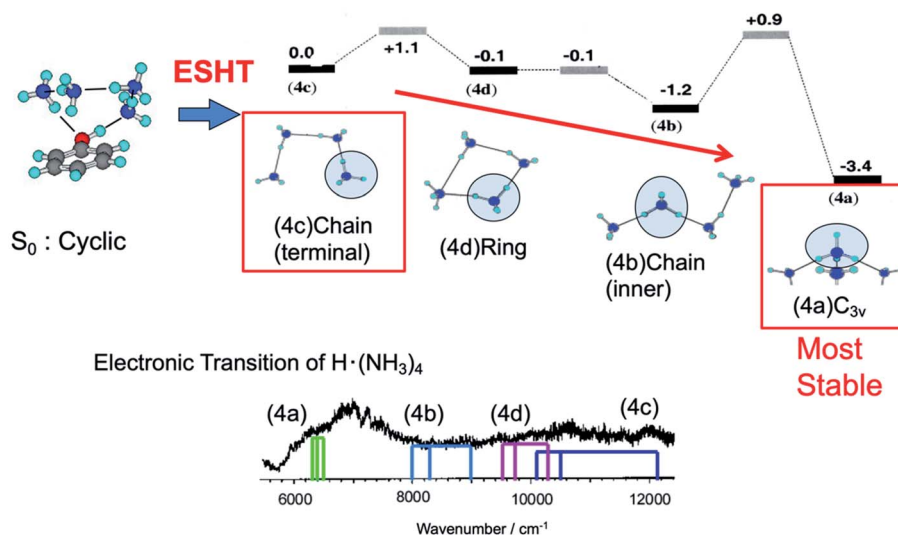 0.0
+1.1
-0.1
-0.1
-1.2
+0.9
-3.4
(4c)
(4d)
(4b)
(4a)
ESHT
S0 : Cyclic
(4c)Chain
(terminal)
(4d)Ring
(4b)Chain
(inner)
(4a)C3v
Most
Stable
Electronic Transition of H·(NH3)4
(4a)
(4b)
(4d)
(4c)
6000
8000
10000
12000
Wavenumber / cm-1